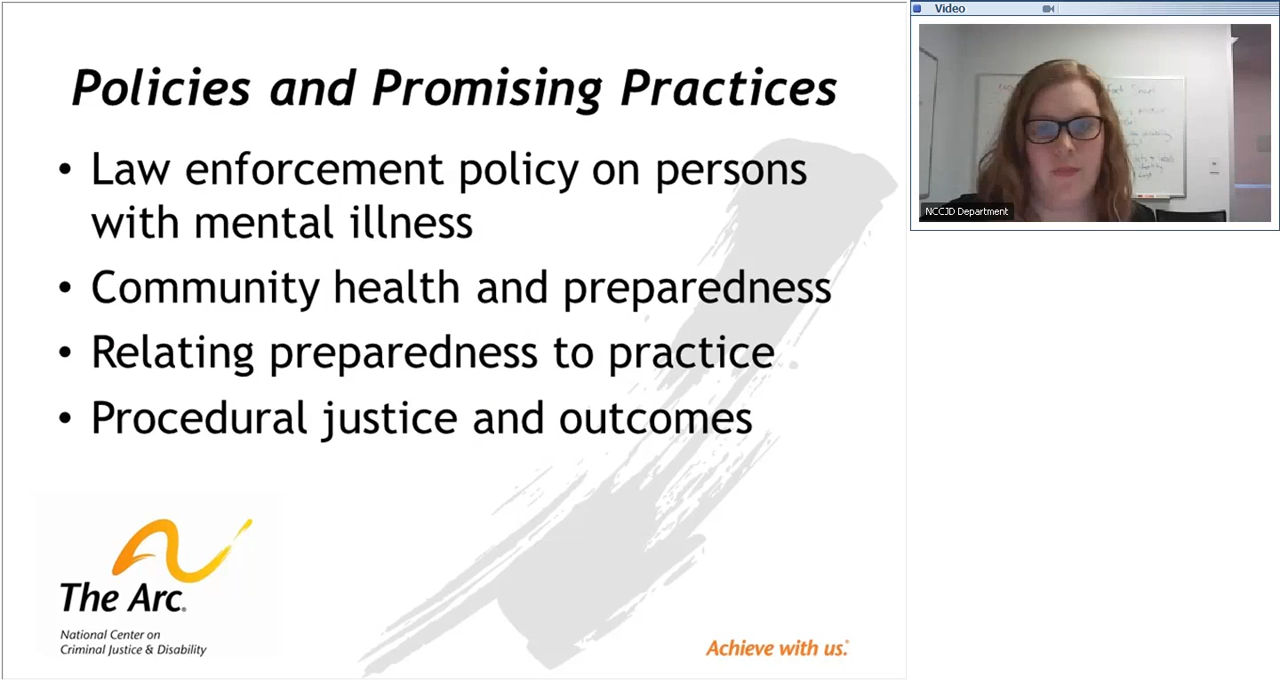 Policies and Promising Practices
• Law enforcement policy on persons
with mental illness
• Community health and preparedness
• Relating preparedness to practice
• Procedural justice and outcomes
The Arc®
National Center on
Criminal Justice & Disability
Achieve with us.®
Video
NCCJD Department